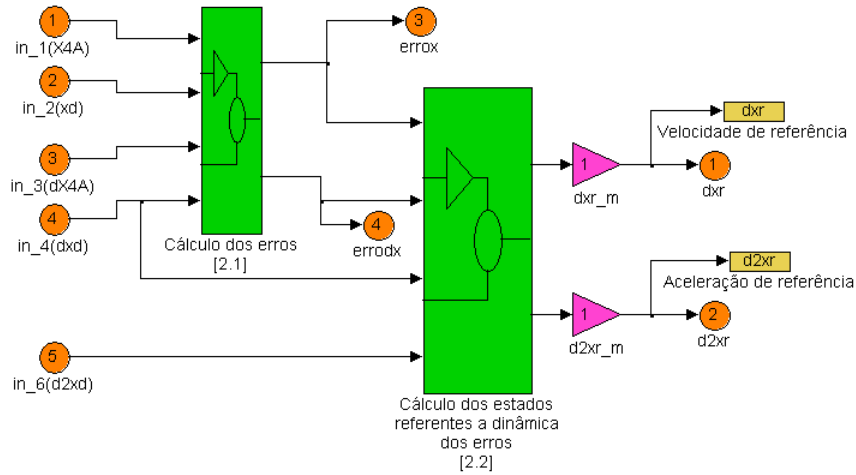 1
in_1(X4A)
2
in_2(xd)
3
in_3(dX4A)
4
in_4(dxd)
5
in_6(d2xd)
Cálculo dos erros
[2.1]
3
errox
4
errodx
Cálculo dos estados
referentes a dinâmica
dos erros
[2.2]
1
dxr_m
dxr
Velocidade de referência
1
dxr
1
d2xr_m
d2xr
Aceleração de referência
2
d2xr